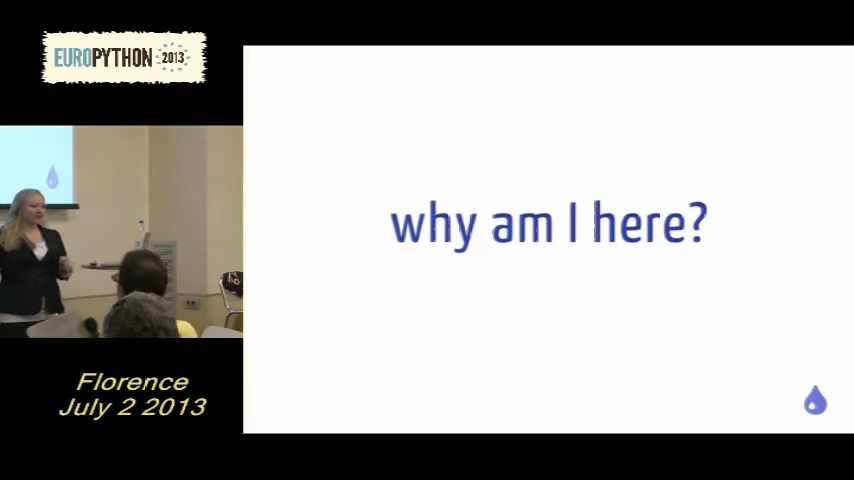 EUROPYTHON 2013
why am I here?
Florence
July 2 2013